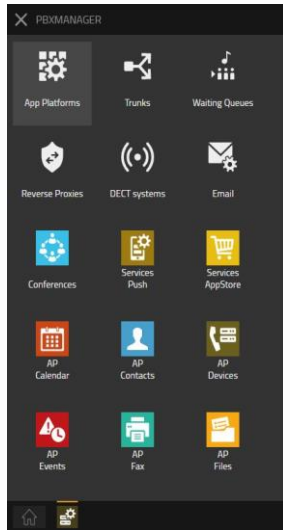 PBXMANAGER
App Platforms
Trunks
Waiting Queues
Reverse Proxies
DECT systems
Email
Conferences
Services
Push
Services
AppStore
AP
Calendar
AP
Contacts
AP
Devices
AP
Events
AP
Fax
AP
Files